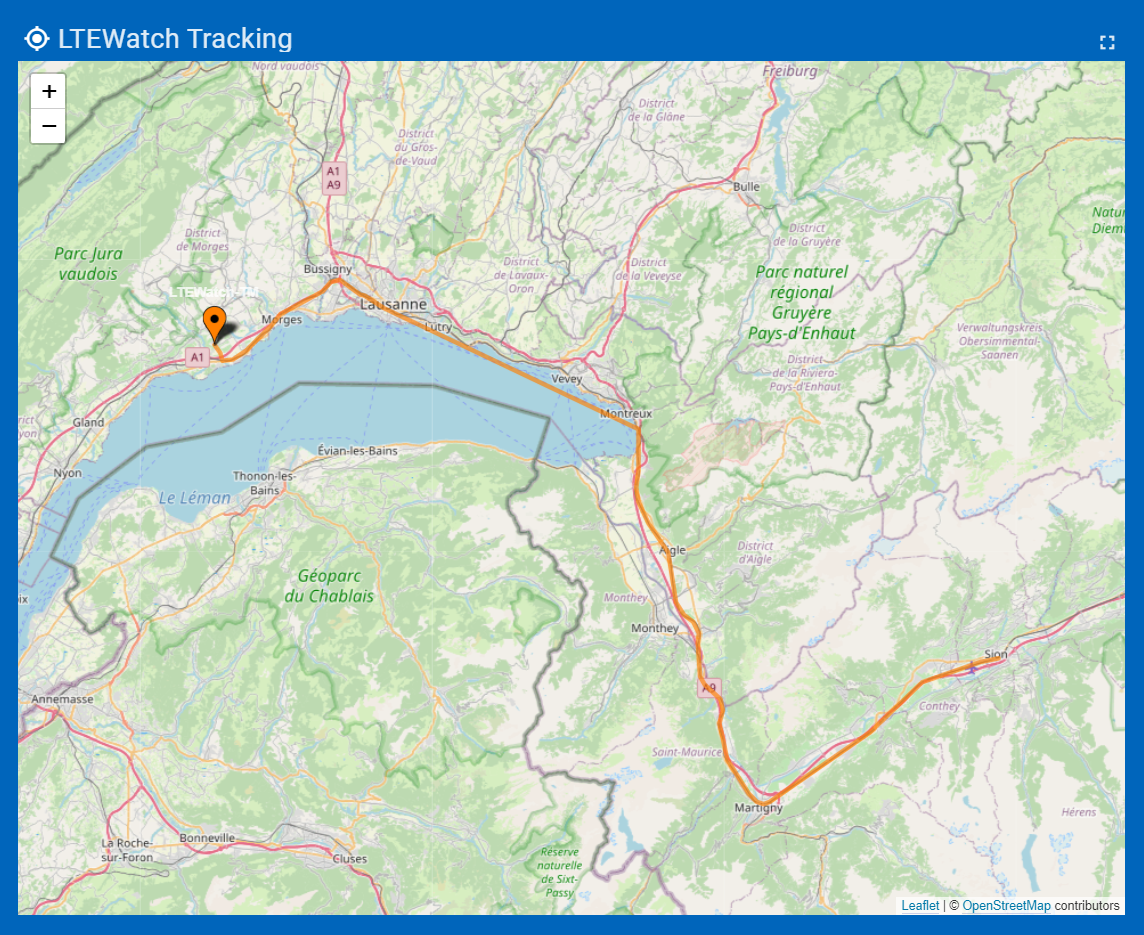 LTEWatch Tracking
+
−
Nord vaudois
Freiburg
District
de la Glâne
District
du Gros-
de-Vaud
A1
A9
Bulle
Natur
Diem
District
de Morges
District
de la Gruyère
Parc Jura
vaudois
Bussigny
District
de Lavaux-
Oron
District
de la Veveyse
Parc naturel
régional
Gruyère
Pays-d'Enhaut
Lausanne
Morges
Lutry
Verwaltungskreis
Obersimmental-
Saanen
A1
District
de la Riviera-
Pays-d'Enhaut
Vevey
Montreux
Gland
Évian-les-Bains
Nyon
Thonon-les-
Bains
Le Léman
Aigle
District
d'Aigle
Géoparc
du Chablais
Monthey
Monthey
Sion
A9
Annemasse
Conthey
Saint-Maurice
Martigny
Hérens
La Roche-
sur-Foron
Bonneville
Cluses
Réserve
naturelle
de Sixt-
Passy
Leaflet | © OpenStreetMap contributors